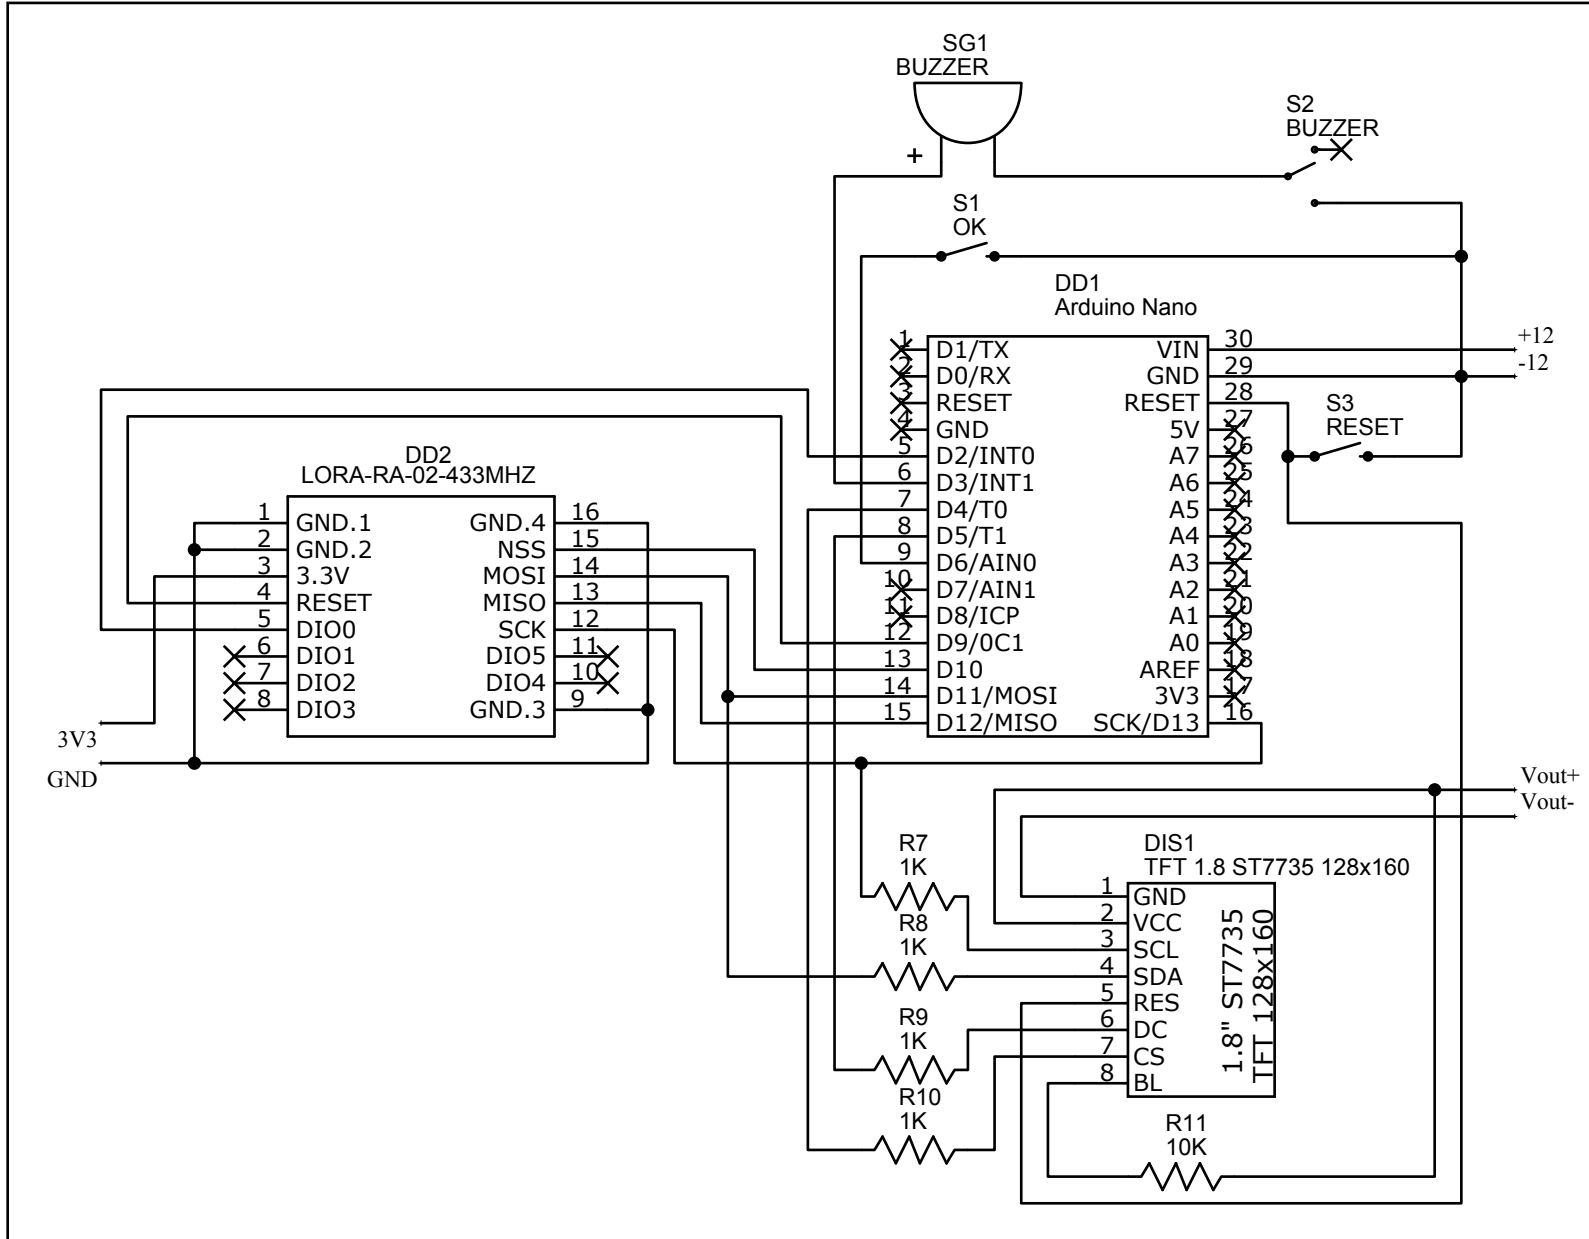 SG1
BUZZER
+
S2
BUZZER
S1
OK
DD1
Arduino Nano
1 D1/TX VIN 30
2 D0/RX GND 29
3 RESET RESET 28
4 GND 5V 27
5 D2/INT0 A7 26
6 D3/INT1 A6 25
7 D4/T0 A5 24
8 D5/T1 A4 23
9 D6/AIN0 A3 22
10 D7/AIN1 A2 21
11 D8/ICP A1 20
12 D9/0C1 A0 19
13 D10 AREF 18
14 D11/MOSI 3V3 17
15 D12/MISO SCK/D13 16
+12
-12
S3
RESET
DD2
LORA-RA-02-433MHZ
1 GND.1 GND.4 16
2 GND.2 NSS 15
3 3.3V MOSI 14
4 RESET MISO 13
5 DIO0 SCK 12
6 DIO1 DIO5 11
7 DIO2 DIO4 10
8 DIO3 GND.3 9
3V3
GND
Vout+
Vout-
R7
1K
R8
1K
R9
1K
R10
1K
DIS1
TFT 1.8 ST7735 128x160
1 GND
2 VCC
3 SCL
4 SDA
5 RES
6 DC
7 CS
8 BL
1.8" ST7735
TFT 128x160
R11
10K